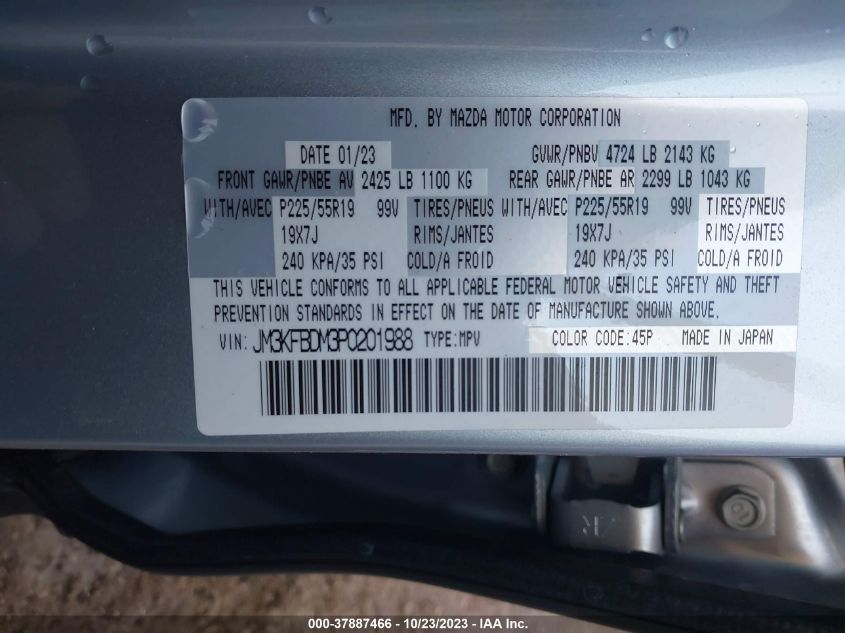 MFD. BY MAZDA MOTOR CORPORATION
DATE 01/23 GVWR/PNBV 4724 LB 2143 KG
FRONT GAWR/PNBE AV 2425 LB 1100 KG REAR GAWR/PNBE AR 2299 LB 1043 KG
WITH/AVEC P225/55R19 99V TIRES/PNEUS WITH/AVEC P225/55R19 99V TIRES/PNEUS
19X7J RIMS/JANTES 19X7J RIMS/JANTES
240 KPA/35 PSI COLD/A FROID 240 KPA/35 PSI COLD/A FROID
THIS VEHICLE CONFORMS TO ALL APPLICABLE FEDERAL MOTOR VEHICLE SAFETY AND THEFT
PREVENTION STANDARDS IN EFFECT ON THE DATE OF MANUFACTURE SHOWN ABOVE.
VIN: JM3KFBDM3P0201988 TYPE:MPV COLOR CODE:45P MADE IN JAPAN
000-37887466 - 10/23/2023 - IAA Inc.